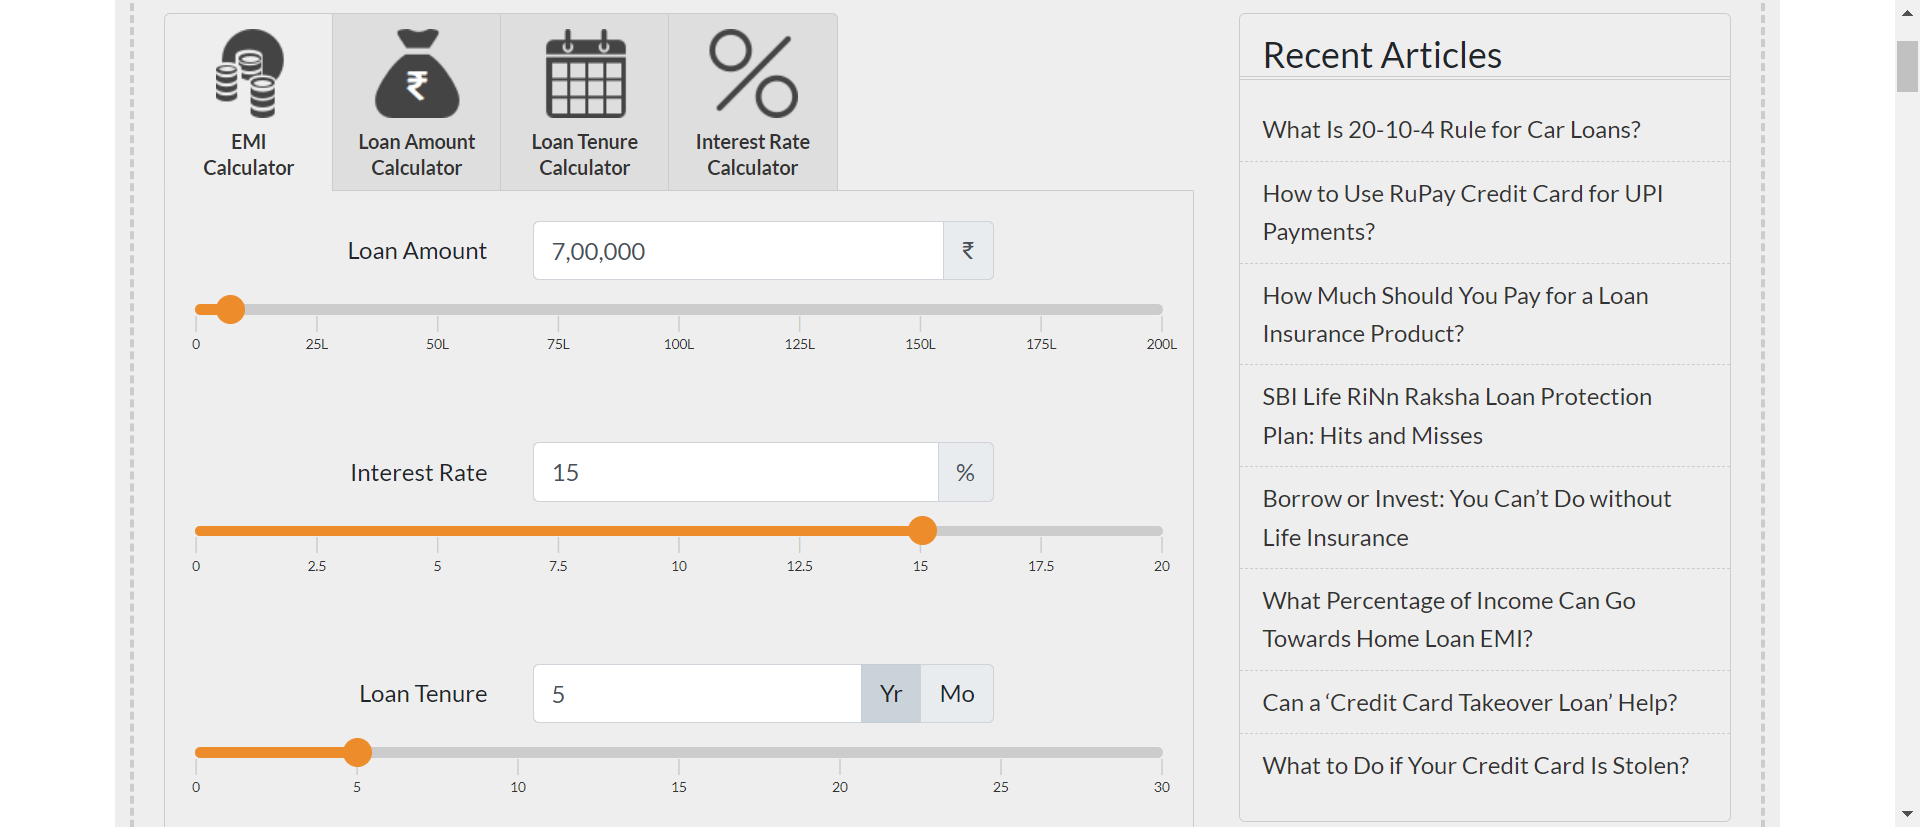 EMI
Calculator
Loan Amount
Calculator
Loan Tenure
Calculator
Interest Rate
Calculator
Loan Amount
7,00,000
₹
0 25L 50L 75L 100L 125L 150L 175L 200L
Interest Rate
15
%
0 2.5 5 7.5 10 12.5 15 17.5 20
Loan Tenure
5
Yr Mo
0 5 10 15 20 25 30
Recent Articles
What Is 20-10-4 Rule for Car Loans?
How to Use RuPay Credit Card for UPI
Payments?
How Much Should You Pay for a Loan
Insurance Product?
SBI Life RiNn Raksha Loan Protection
Plan: Hits and Misses
Borrow or Invest: You Can’t Do without
Life Insurance
What Percentage of Income Can Go
Towards Home Loan EMI?
Can a ‘Credit Card Takeover Loan’ Help?
What to Do if Your Credit Card Is Stolen?